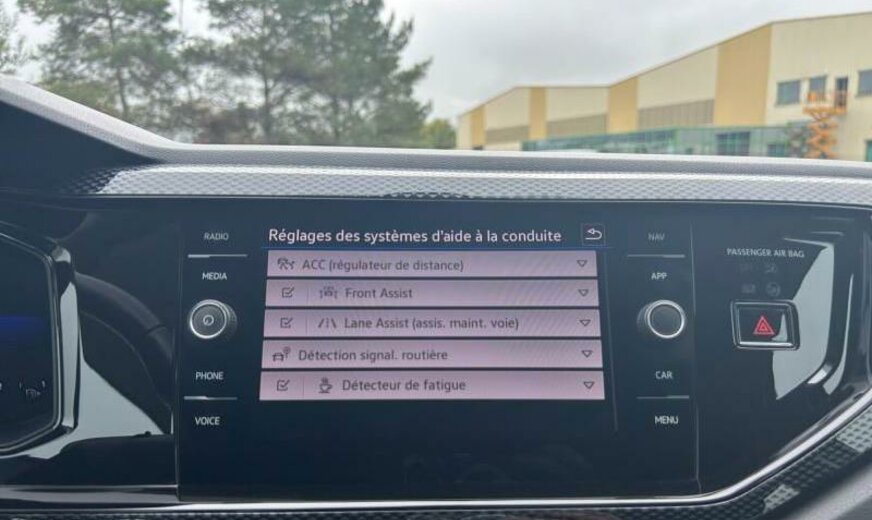 RADIO
MEDIA
PHONE
VOICE
Réglages des systèmes d'aide à la conduite
ACC (régulateur de distance)
Front Assist
Lane Assist (assis. maint. voie)
Détection signal. routière
Détecteur de fatigue
NAV
APP
CAR
MENU
PASSENGER AIR BAG